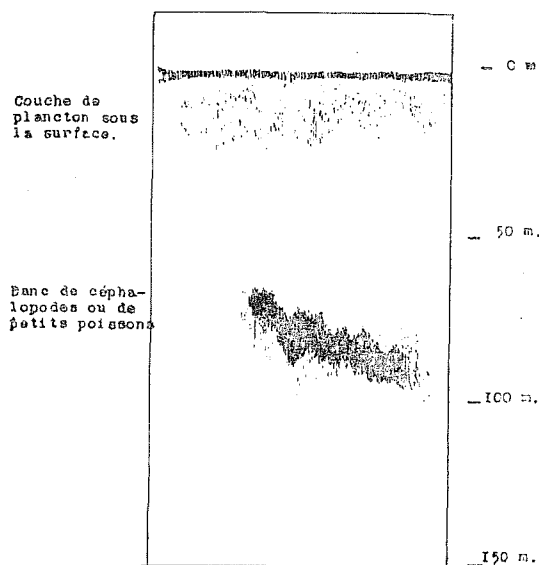 0 m
Couche de
plancton sous
la surface.
50 m.
Banc de cépha-
lopodes ou de
petits poissons
100 m.
150 m.